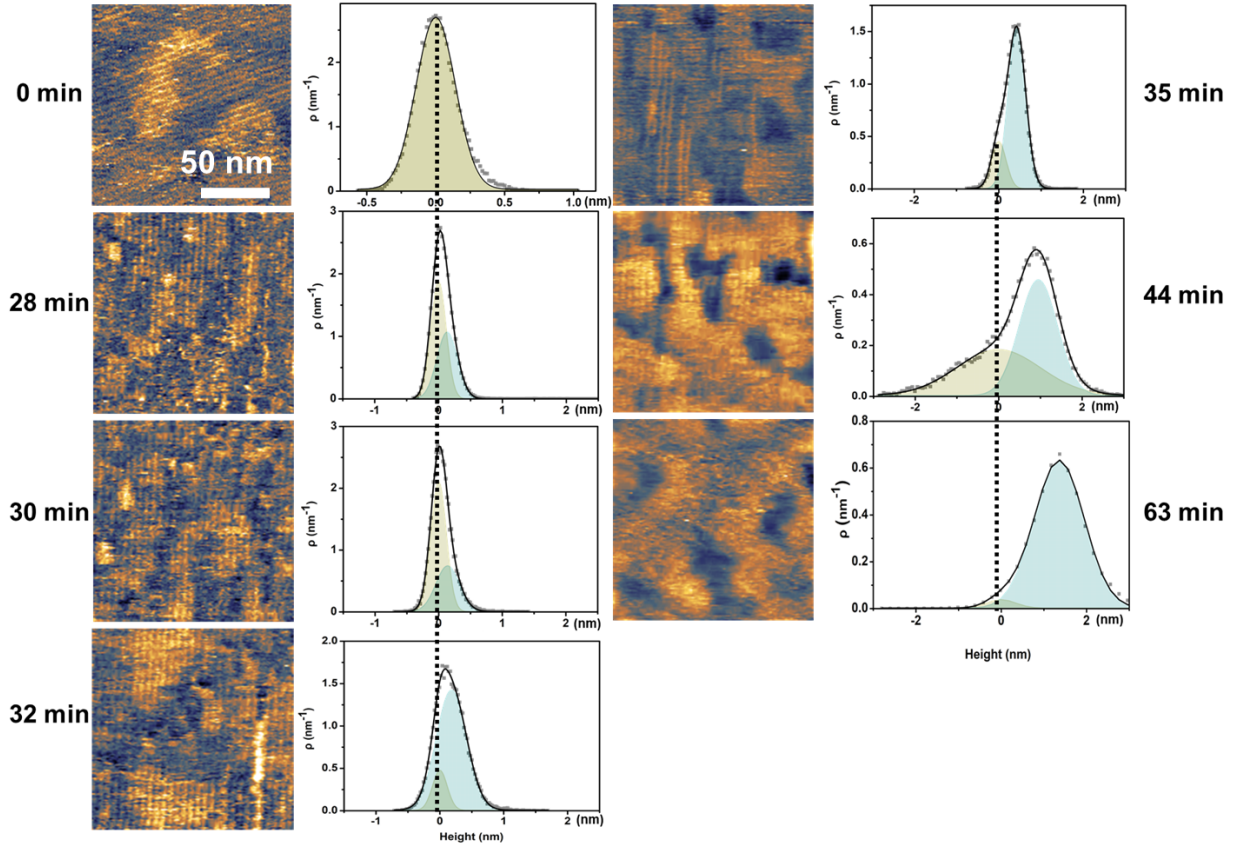 0 min
50 nm
ρ (nm⁻¹)
2
1
0
-0.5 0.0 0.5 1.0 (nm)
28 min
ρ (nm⁻¹)
3
2
1
0
-1 0 1 2 (nm)
30 min
ρ (nm⁻¹)
3
2
1
0
-1 0 1 2 (nm)
32 min
ρ (nm⁻¹)
2.0
1.5
1.0
0.5
0.0
-1 0 1 2 (nm)
Height (nm)
35 min
ρ (nm⁻¹)
1.5
1.0
0.5
0.0
-2 0 2 (nm)
44 min
ρ (nm⁻¹)
0.6
0.4
0.2
0.0
-2 0 2 (nm)
63 min
ρ (nm⁻¹)
0.8
0.6
0.4
0.2
0.0
-2 0 2 (nm)
Height (nm)